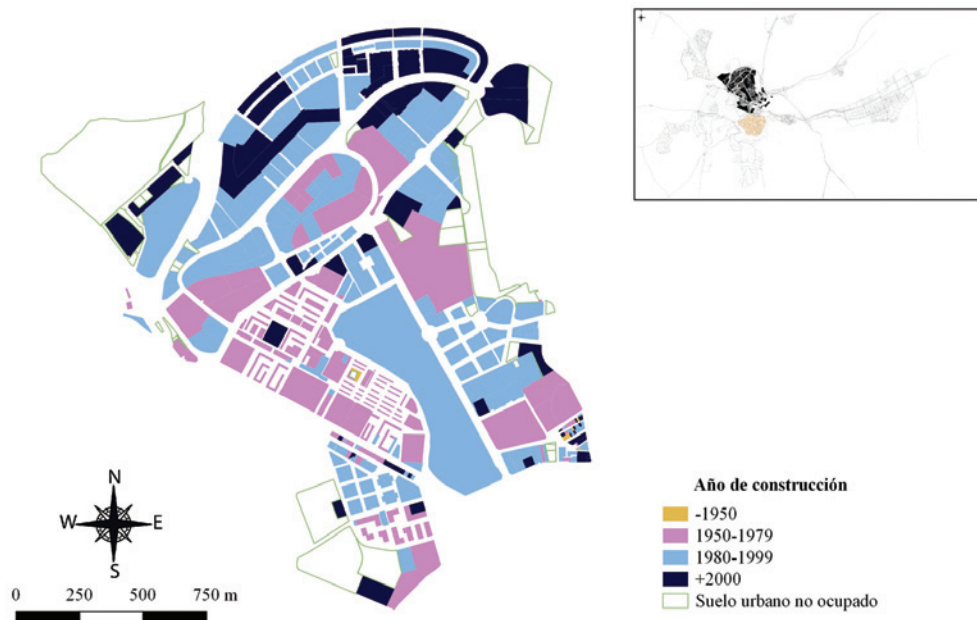 N
W E
S
0 250 500 750 m
Año de construcción
-1950
1950-1979
1980-1999
+2000
Suelo urbano no ocupado